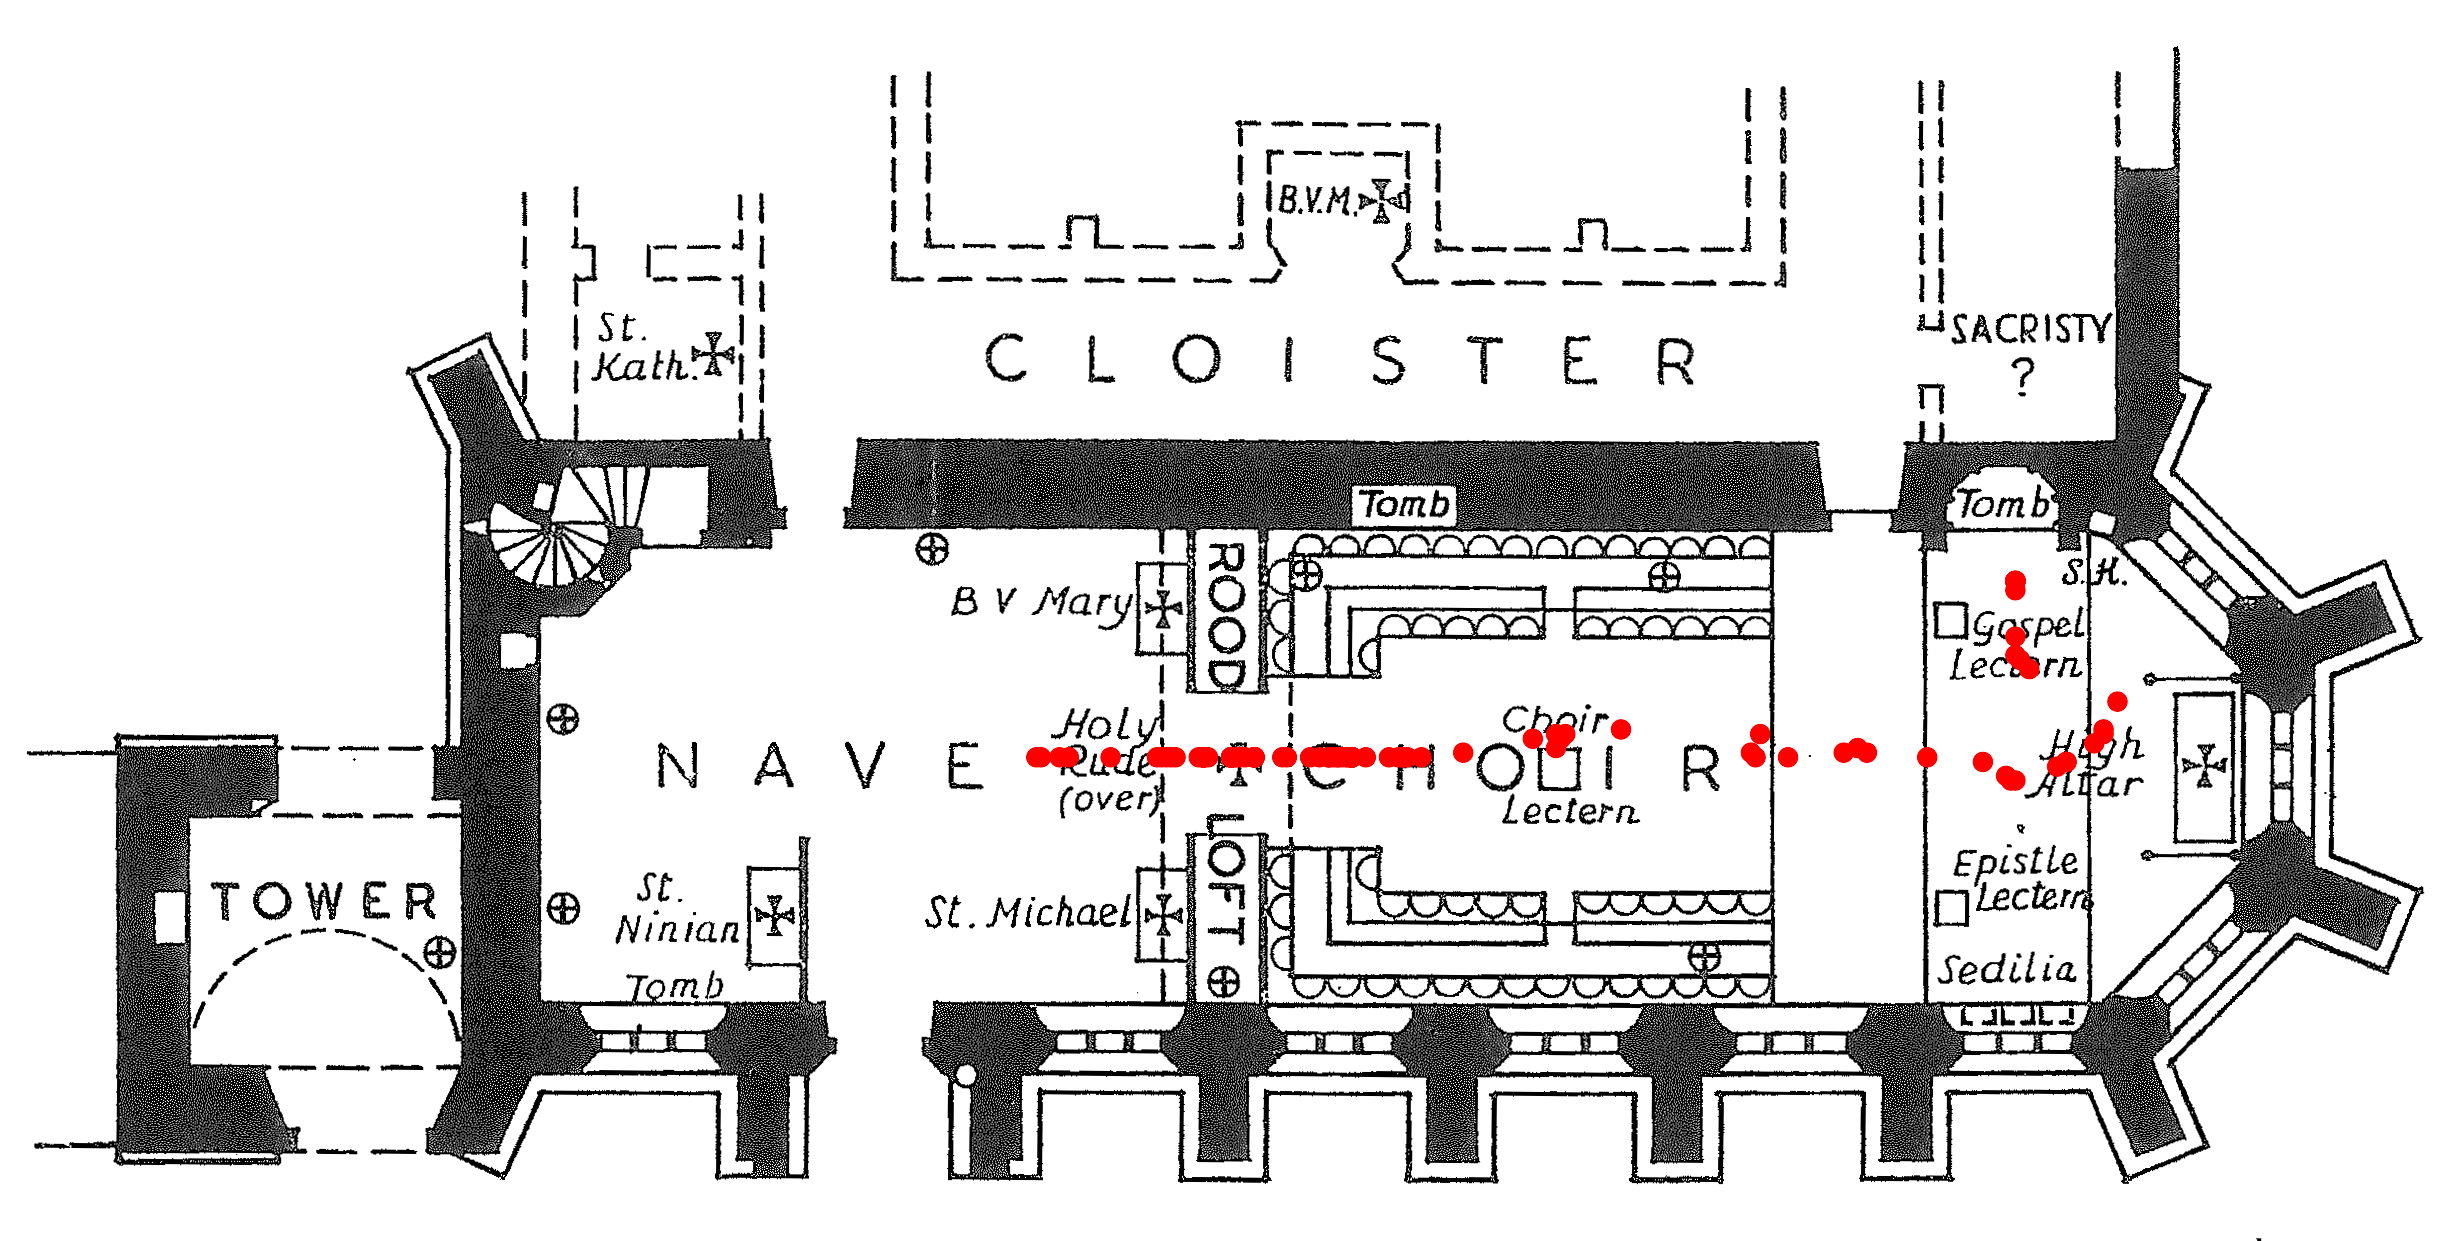 B.V.M.
St.
Kath.
CLOISTER
SACRISTY
?
Tomb
Tomb
S.H.
ROOD
B V Mary
Gospel
Lectern
Holy
Rude
(over)
NAVE
CHOIR
Choir
Lectern
High
Altar
TOWER
St.
Ninian
Tomb
St. Michael
LOFT
Epistle
Lectern
Sedilia